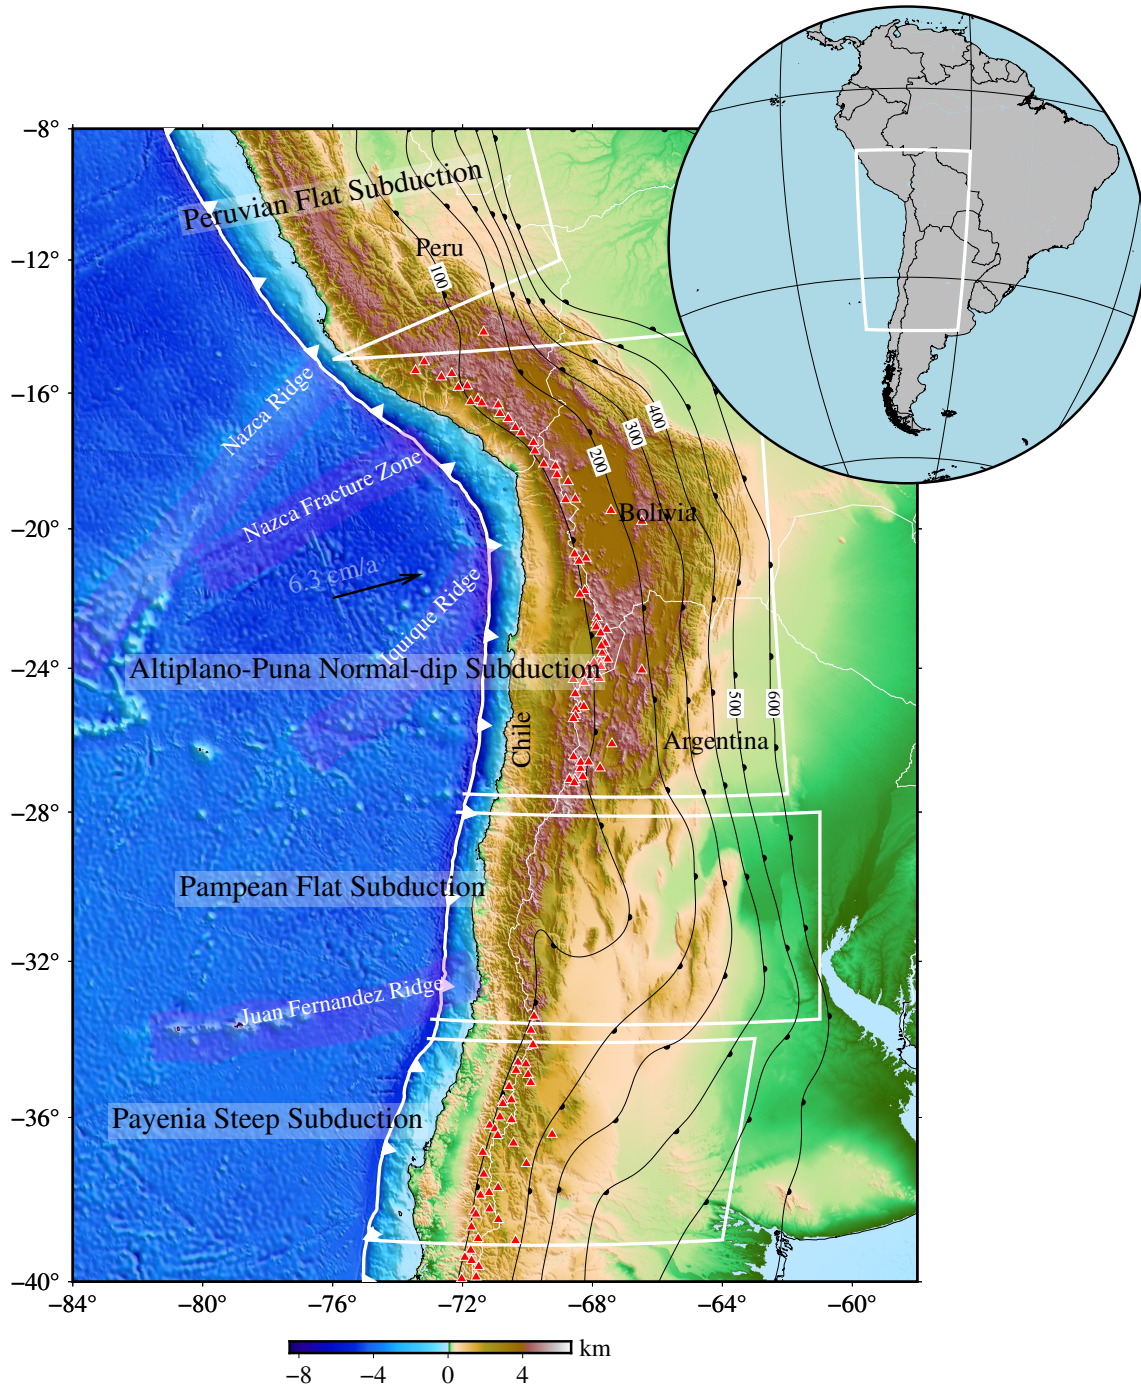 −8°
−12°
−16°
−20°
−24°
−28°
−32°
−36°
−40°
−84°
−80°
−76°
−72°
−68°
−64°
−60°
Peruvian Flat Subduction
Peru
100
Nazca Ridge
400
300
200
Nazca Fracture Zone
Bolivia
6.3 cm/a
Iquique Ridge
Altiplano-Puna Normal-dip Subduction
500
600
Chile
Argentina
Pampean Flat Subduction
Juan Fernandez Ridge
Payenia Steep Subduction
km
−8
−4
0
4